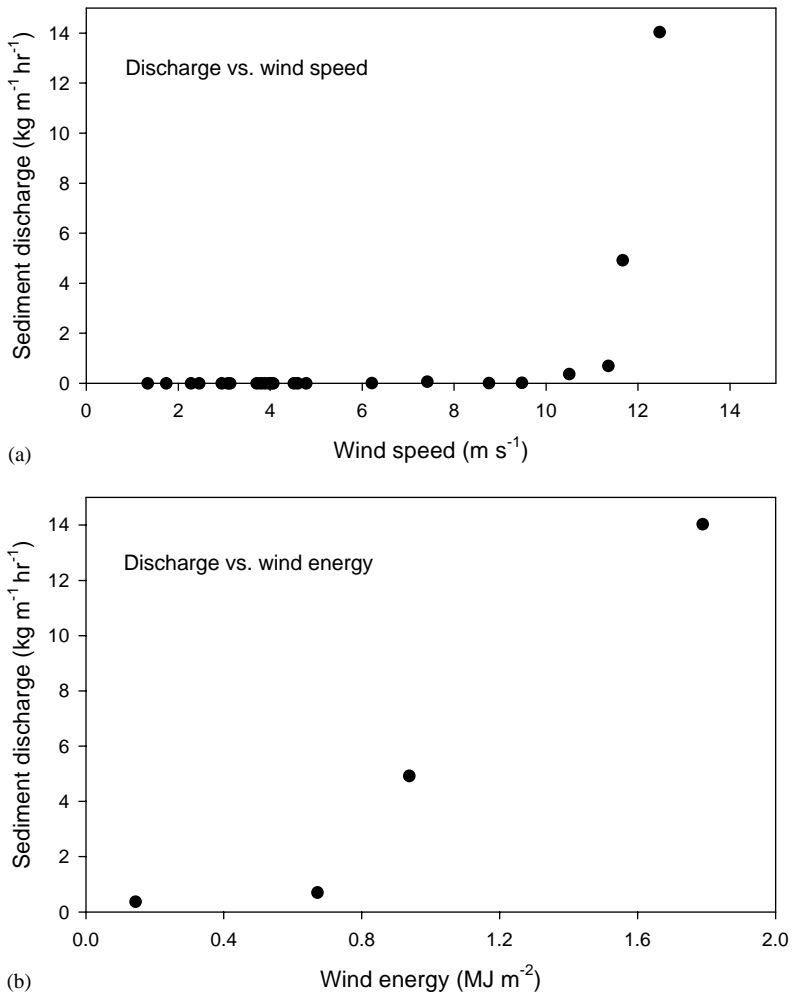 Discharge vs. wind speed
Sediment discharge (kg m⁻¹ hr⁻¹)
14
12
10
8
6
4
2
0
0 2 4 6 8 10 12 14
Wind speed (m s⁻¹)
(a)
Discharge vs. wind energy
Sediment discharge (kg m⁻¹ hr⁻¹)
14
12
10
8
6
4
2
0
0.0 0.4 0.8 1.2 1.6 2.0
Wind energy (MJ m⁻²)
(b)